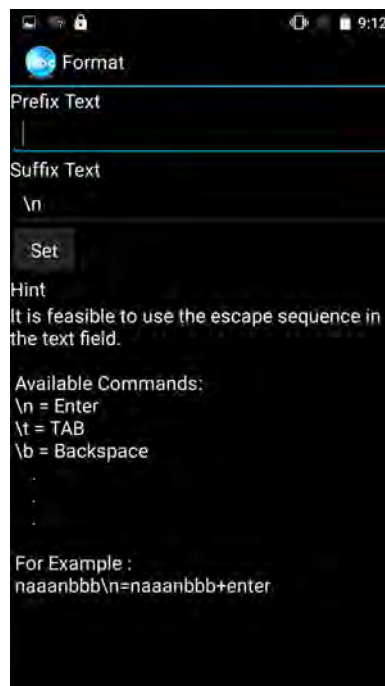 9:12
Format
Prefix Text
Suffix Text
\n
Set
Hint
It is feasible to use the escape sequence in
the text field.
Available Commands:
\n = Enter
\t = TAB
\b = Backspace
.
.
.
For Example :
naaanbbb\n=naaanbbb+enter